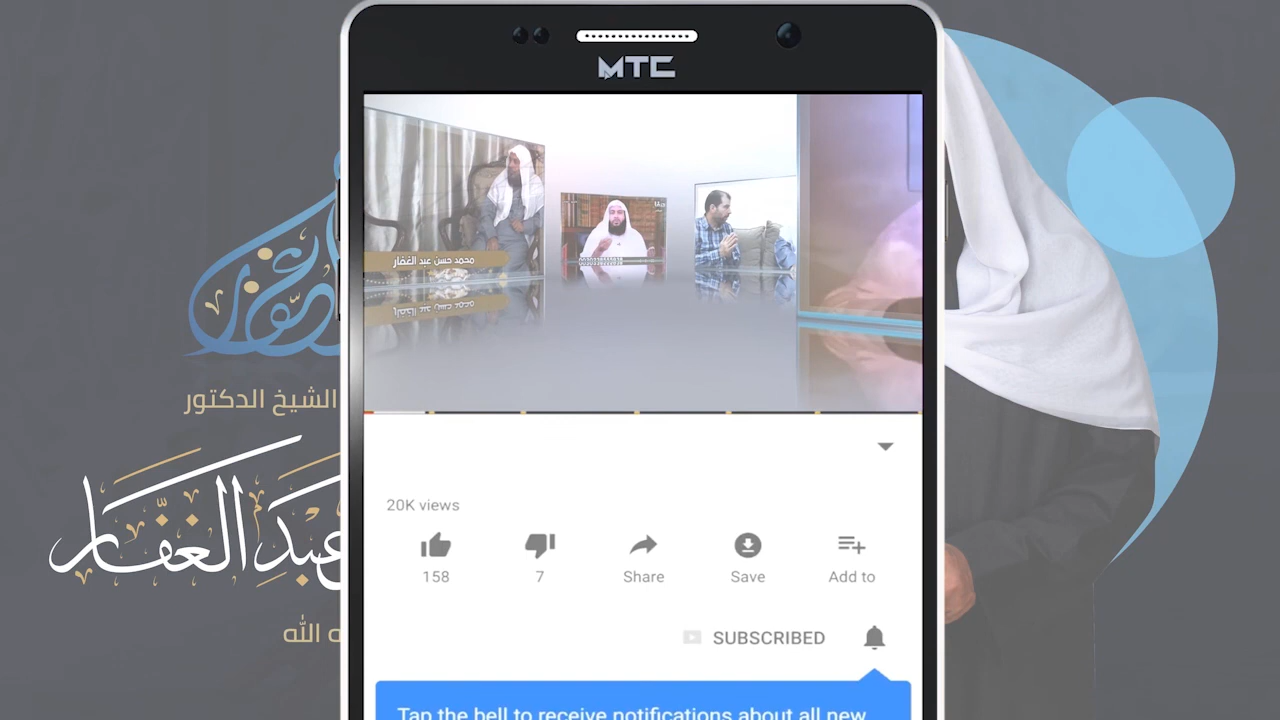 MTC
محمد حسن عبد الغفار
الشيخ الدكتور
عبد الغفار
ه الله
20K views
158
7
Share
Save
Add to
SUBSCRIBED
Tap the bell to receive notifications about all new